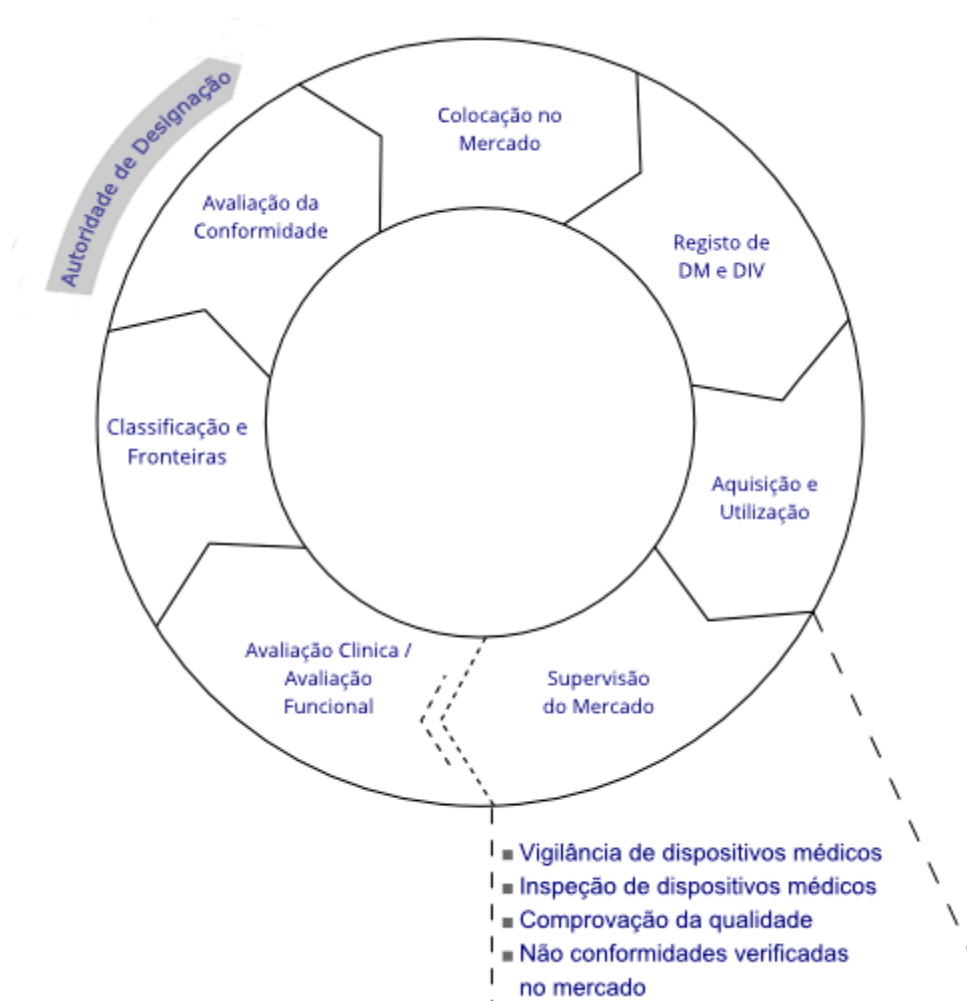 Autoridade de Designação
Colocação no
Mercado
Avaliação da
Conformidade
Registo de
DM e DIV
Classificação e
Fronteiras
Aquisição e
Utilização
Avaliação Clinica /
Avaliação
Funcional
Supervisão
do Mercado
Vigilância de dispositivos médicos
Inspeção de dispositivos médicos
Comprovação da qualidade
Não conformidades verificadas
no mercado